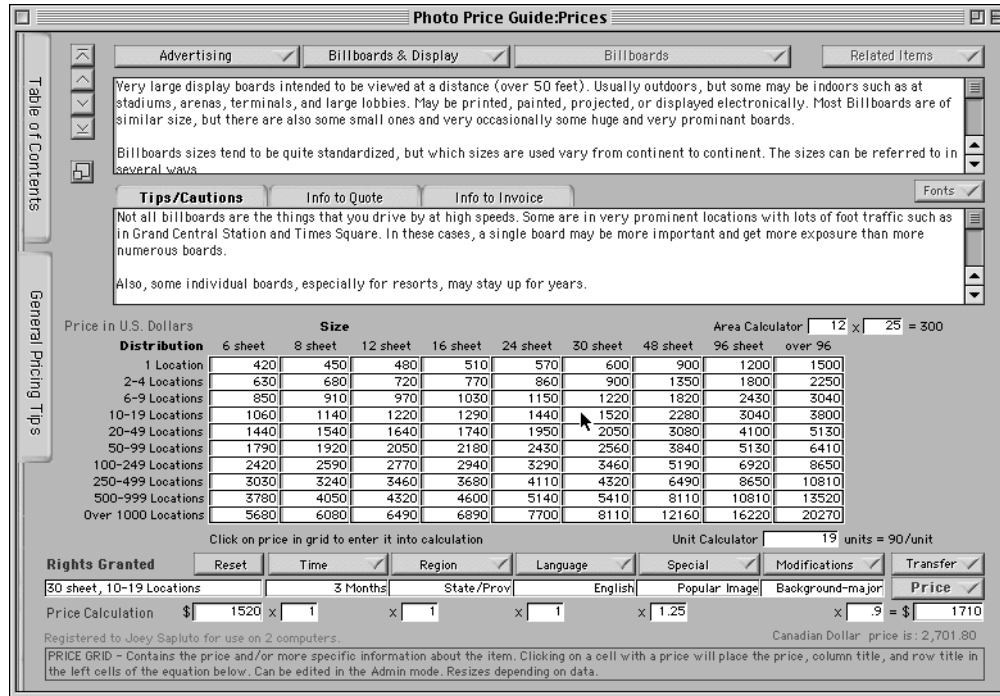 Photo Price Guide:Prices
Advertising Billboards & Display Billboards Related Items
Table of Contents
General Pricing Tips
Very large display boards intended to be viewed at a distance (over 50 feet). Usually outdoors, but some may be indoors such as at
stadiums, arenas, terminals, and large lobbies. May be printed, painted, projected, or displayed electronically. Most Billboards are of
similar size, but there are also some small ones and very occasionally some huge and very prominent boards.
Billboards sizes tend to be quite standardized, but which sizes are used vary from continent to continent. The sizes can be referred to in
several ways
Tips/Cautions Info to Quote Info to Invoice Fonts
Not all billboards are the things that you drive by at high speeds. Some are in very prominent locations with lots of foot traffic such as
in Grand Central Station and Times Square. In these cases, a single board may be more important and get more exposure than more
numerous boards.
Also, some individual boards, especially for resorts, may stay up for years.
Price in U.S. Dollars Size Area Calculator 12 x 25 = 300
Distribution 6 sheet 8 sheet 12 sheet 16 sheet 24 sheet 30 sheet 48 sheet 96 sheet over 96
1 Location 420 450 480 510 570 600 900 1200 1500
2-4 Locations 630 680 720 770 860 900 1350 1800 2250
6-9 Locations 850 910 970 1030 1150 1220 1820 2430 3040
10-19 Locations 1060 1140 1220 1290 1440 1520 2280 3040 3800
20-49 Locations 1440 1540 1640 1740 1950 2050 3080 4100 5130
50-99 Locations 1790 1920 2050 2180 2430 2560 3840 5130 6410
100-249 Locations 2420 2590 2770 2940 3290 3460 5190 6920 8650
250-499 Locations 3030 3240 3460 3680 4110 4320 6490 8650 10810
500-999 Locations 3780 4050 4320 4600 5140 5410 8110 10810 13520
Over 1000 Locations 5680 6080 6490 6890 7700 8110 12160 16220 20270
Click on price in grid to enter it into calculation Unit Calculator 19 units = 90/unit
Rights Granted Reset Time Region Language Special Modifications Transfer
30 sheet, 10-19 Locations 3 Months State/Prov English Popular Image Background-major Price
Price Calculation $ 1520 x 1 x 1 x 1 x 1.25 x .9 = $ 1710
Registered to Joey Sapluto for use on 2 computers. Canadian Dollar price is: 2,701.80
PRICE GRID - Contains the price and/or more specific information about the item. Clicking on a cell with a price will place the price, column title, and row title in
the left cells of the equation below. Can be edited in the Admin mode. Resizes depending on data.